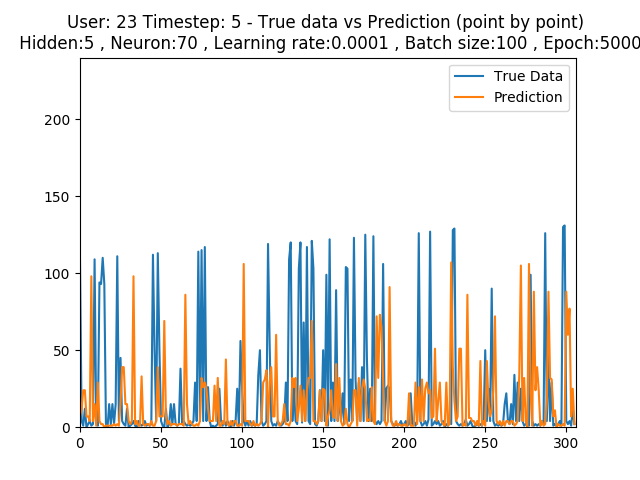 User: 23 Timestep: 5 - True data vs Prediction (point by point)
Hidden:5 , Neuron:70 , Learning rate:0.0001 , Batch size:100 , Epoch:5000
True Data
Prediction
200
150
100
50
0
0 50 100 150 200 250 300